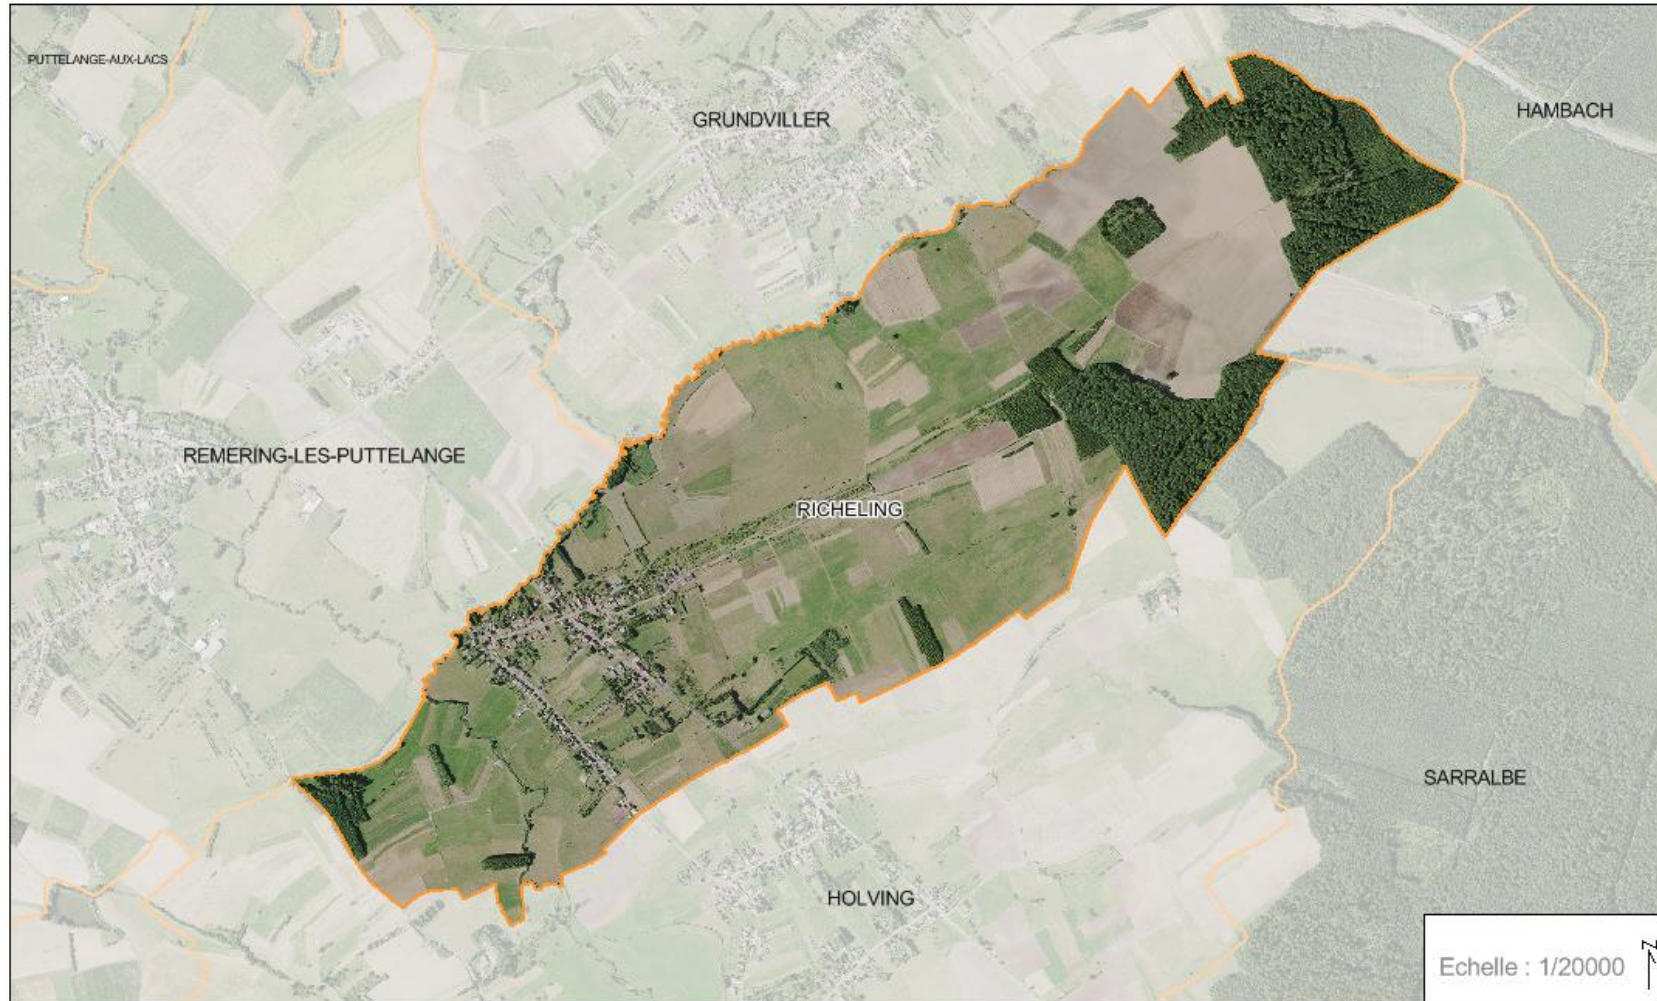 PUTTELANGE-AUX-LACS
GRUNDVILLER
HAMBACH
REMERING-LES-PUTTELANGE
RICHELING
SARRALBE
HOLVING
Echelle : 1/20000
N